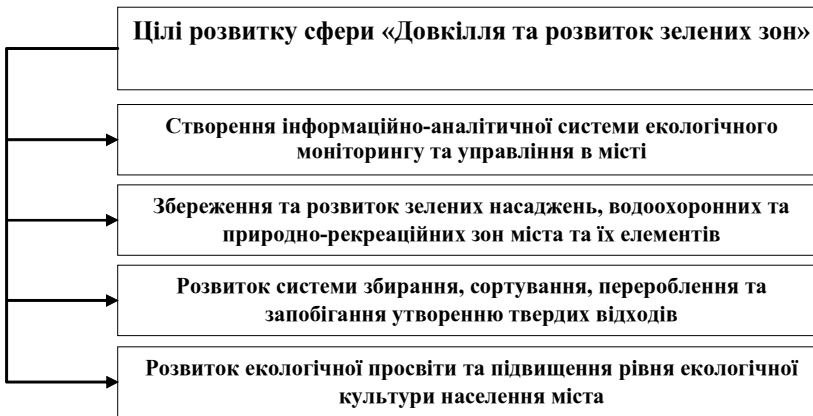 Цілі розвитку сфери «Довкілля та розвиток зелених зон»
Створення інформаційно-аналітичної системи екологічного
моніторингу та управління в місті
Збереження та розвиток зелених насаджень, водоохоронних та
природно-рекреаційних зон міста та їх елементів
Розвиток системи збирання, сортування, перероблення та
запобігання утворенню твердих відходів
Розвиток екологічної просвіти та підвищення рівня екологічної
культури населення міста